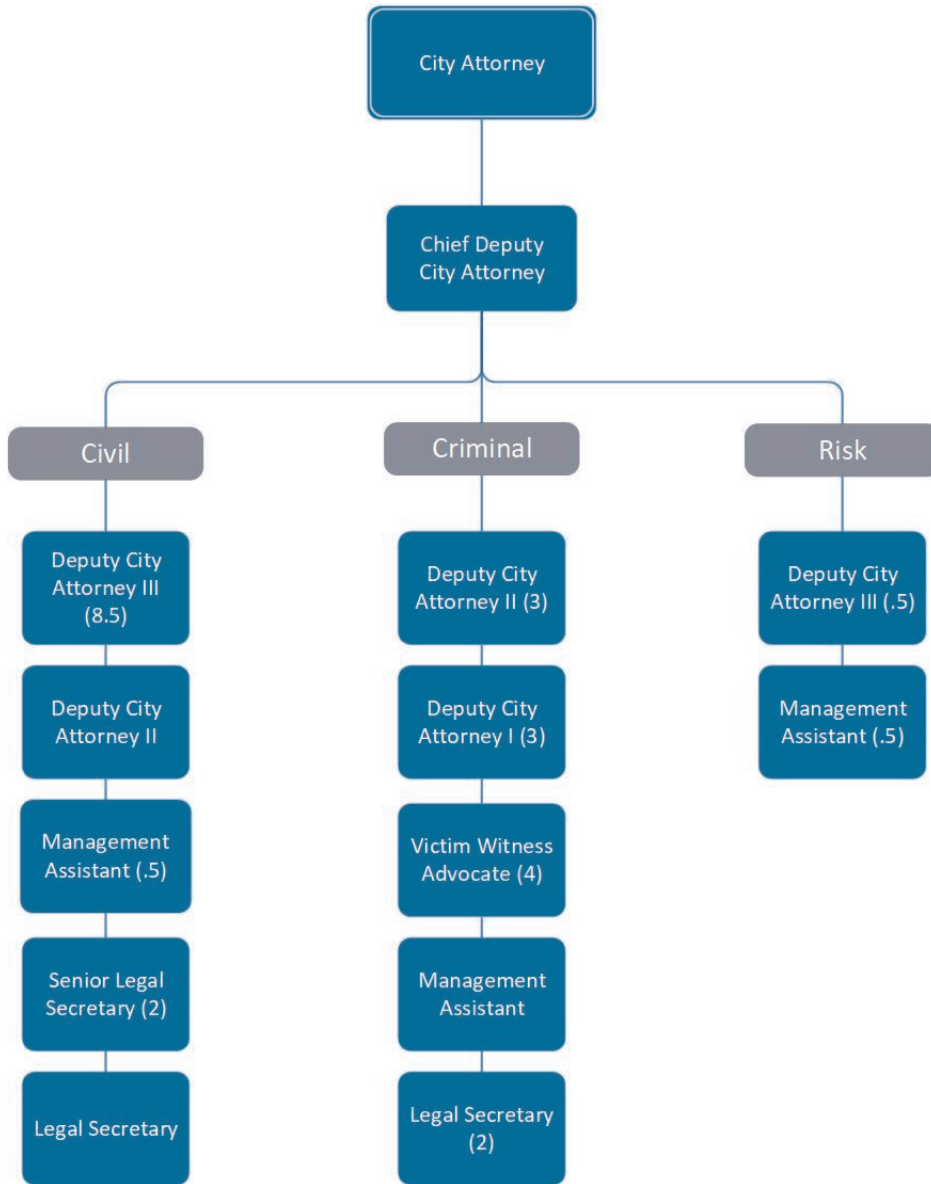 City Attorney
Chief Deputy
City Attorney
Civil
Criminal
Risk
Deputy City
Attorney III
(8.5)
Deputy City
Attorney II
Management
Assistant (.5)
Senior Legal
Secretary (2)
Legal Secretary
Deputy City
Attorney II (3)
Deputy City
Attorney I (3)
Victim Witness
Advocate (4)
Management
Assistant
Legal Secretary
(2)
Deputy City
Attorney III (.5)
Management
Assistant (.5)